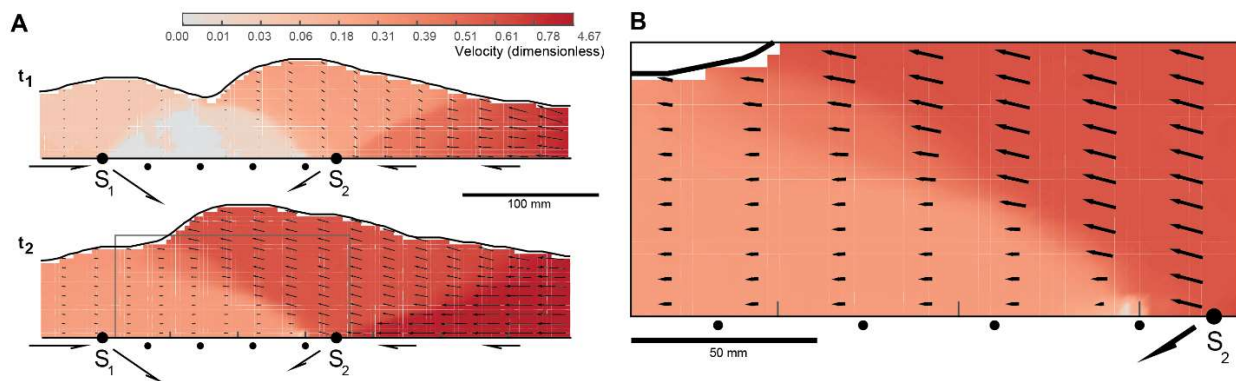 A
0.00 0.01 0.03 0.06 0.18 0.31 0.39 0.51 0.61 0.78 4.67
Velocity (dimensionless)
t1
S1 S2
100 mm
t2
S1 S2
B
50 mm
S2